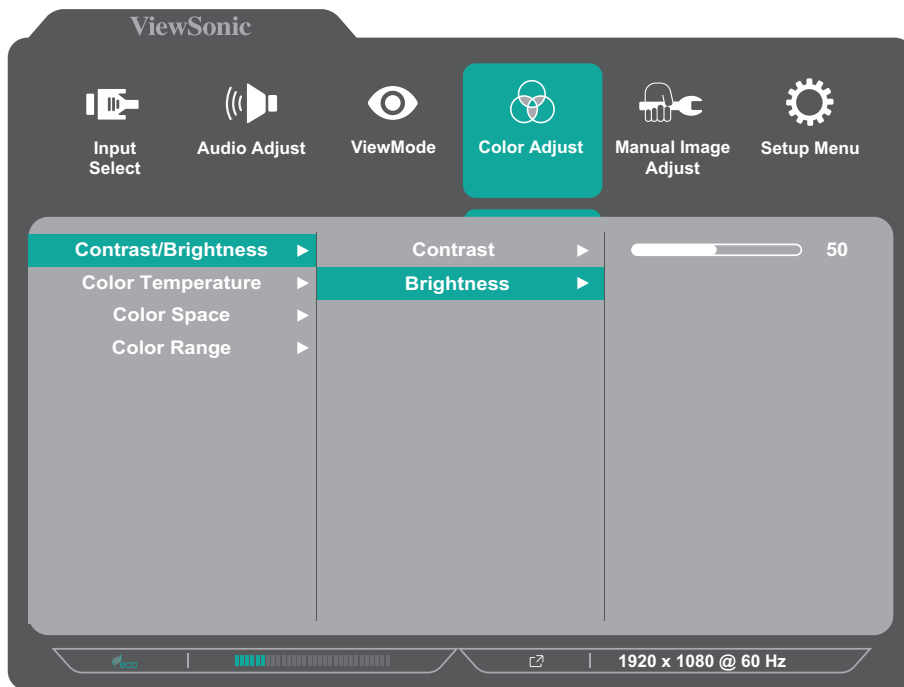 ViewSonic
Input Select
Audio Adjust
ViewMode
Color Adjust
Manual Image Adjust
Setup Menu
Contrast/Brightness
Contrast
50
Color Temperature
Brightness
Color Space
Color Range
eco
1920 x 1080 @ 60 Hz